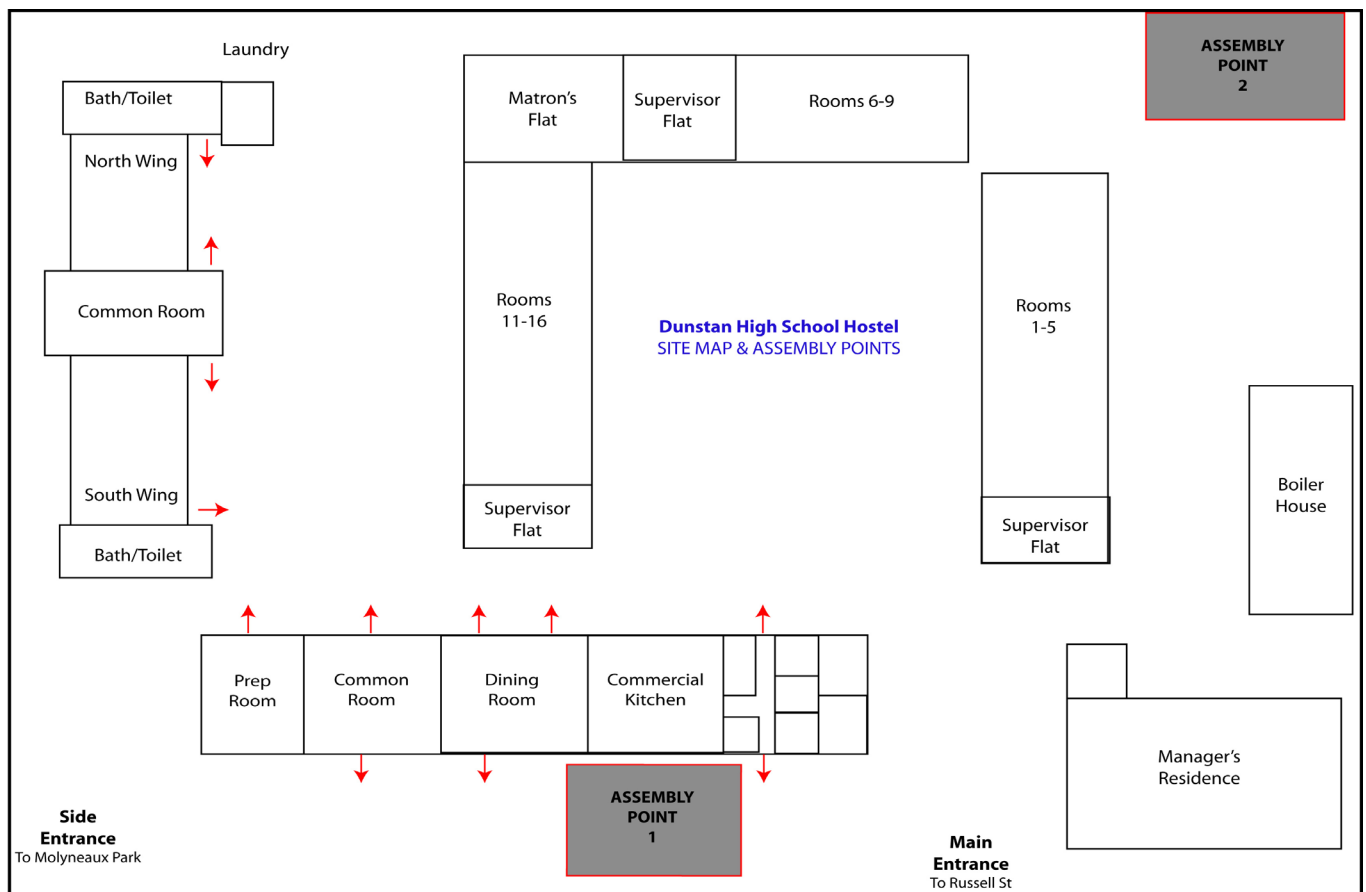 Laundry
Bath/Toilet
North Wing
Common Room
South Wing
Bath/Toilet
Matron's
Flat
Supervisor
Flat
Rooms 6-9
ASSEMBLY
POINT
2
Rooms
11-16
Dunstan High School Hostel
SITE MAP & ASSEMBLY POINTS
Rooms
1-5
Supervisor
Flat
Supervisor
Flat
Boiler
House
Prep
Room
Common
Room
Dining
Room
Commercial
Kitchen
Manager's
Residence
ASSEMBLY
POINT
1
Side
Entrance
To Molyneaux Park
Main
Entrance
To Russell St